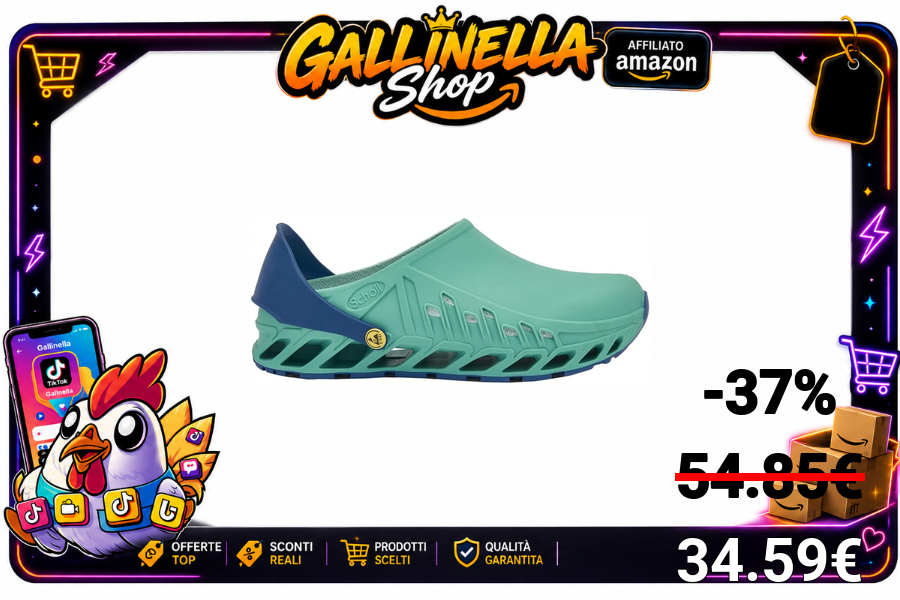 GALLINELLA
Shop
AFFILIATO
amazon
Scholl
Gallinella
TikTok
Gallinella
-37%
54.85€
34.59€
OFFERTE
TOP
SCONTI
REALI
PRODOTTI
SCELTI
QUALITÀ
GARANTITA